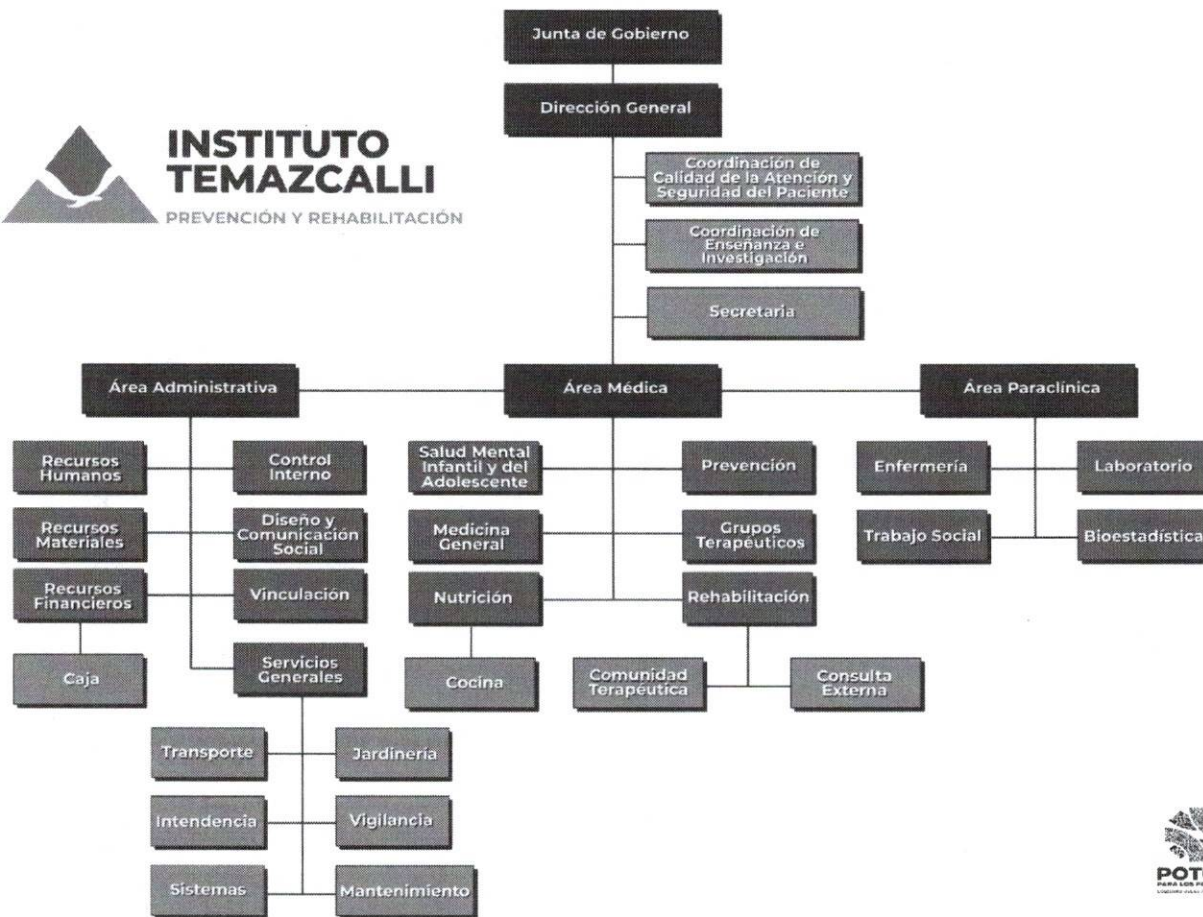 Junta de Gobierno
Dirección General
INSTITUTO
TEMAZCALLI
PREVENCIÓN Y REHABILITACIÓN
Coordinación de
Calidad de la Atención y
Seguridad del Paciente
Coordinación de
Enseñanza e
Investigación
Secretaria
Área Administrativa
Área Médica
Área Paraclínica
Recursos
Humanos
Control
Interno
Salud Mental
Infantil y del
Adolescente
Prevención
Enfermería
Laboratorio
Recursos
Materiales
Diseño y
Comunicación
Social
Medicina
General
Grupos
Terapéuticos
Trabajo Social
Bioestadística
Recursos
Financieros
Vinculación
Nutrición
Rehabilitación
Caja
Servicios
Generales
Cocina
Comunidad
Terapéutica
Consulta
Externa
Transporte
Jardinería
Intendencia
Vigilancia
Sistemas
Mantenimiento